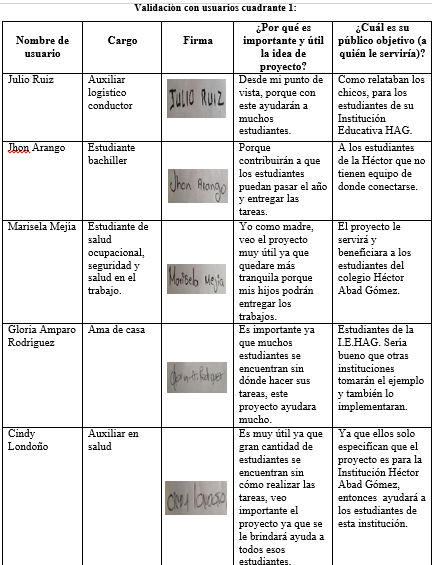 Validación con usuarios cuadrante 1:
Nombre de usuario
Cargo
Firma
¿Por qué es importante y útil la idea de proyecto?
¿Cuál es su público objetivo (a quién le serviría)?
Julio Ruiz
Auxiliar
logístico
conductor
JULIO RUIZ
Desde mi punto de
vista, porque con
este ayudarán a
muchos
estudiantes.
Como relataban los
chicos, para los
estudiantes de su
Institución
Educativa HAG.
Jhon Arango
Estudiante
bachiller
Jhon Arango
Porque
contribuirán a que
los estudiantes
puedan pasar el año
y entregar las
tareas.
A los estudiantes
de la Héctor que no
tienen equipo de
donde conectarse.
Marisela Mejía
Estudiante de
salud
ocupacional,
seguridad y
salud en el
trabajo.
Marisela Mejia
Yo como madre,
veo el proyecto
muy útil ya que
quedare más
tranquila porque
mis hijos podrán
entregar los
trabajos.
El proyecto le
servirá y
beneficiara a los
estudiantes del
colegio Héctor
Abad Gómez.
Gloria Amparo
Rodríguez
Ama de casa
Es importante ya
que muchos
estudiantes se
encuentran sin
dónde hacer sus
tareas, este
proyecto ayudara
mucho.
Estudiantes de la
I.E.HAG. Sería
bueno que otras
instituciones
tomarán el ejemplo
y también lo
implementaran.
Cindy
Londoño
Auxiliar en
salud
Es muy útil ya que
gran cantidad de
estudiantes se
encuentran sin
cómo realizar las
tareas, veo
importante el
proyecto ya que se
le brindará ayuda a
todos esos
estudiantes.
Ya que ellos solo
especifican que el
proyecto es para la
Institución Héctor
Abad Gómez,
entonces ayudará a
los estudiantes de
esta institución.